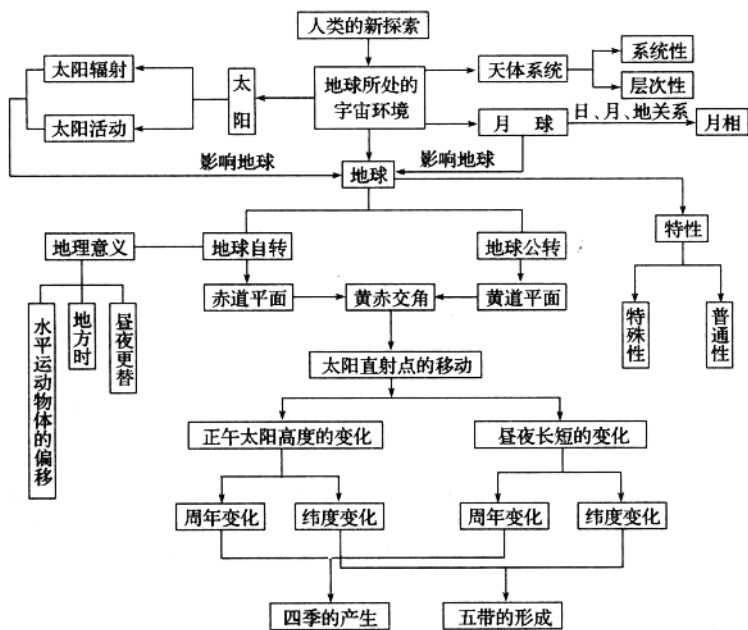 人类的新探索
太阳辐射
太阳活动
太阳
地球所处的
宇宙环境
天体系统
系统性
层次性
月 球
日、月、地关系
月相
影响地球
地球
影响地球
地理意义
地球自转
地球公转
特性
赤道平面
黄赤交角
黄道平面
水平运动物体的偏移
地方时
昼夜更替
特殊性
普通性
太阳直射点的移动
正午太阳高度的变化
昼夜长短的变化
周年变化
纬度变化
周年变化
纬度变化
四季的产生
五带的形成